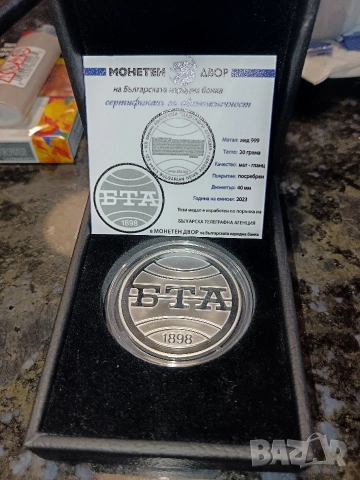 МОНЕТЕН ДВОР
на Българската народна банка
сертификат за автентичност
Метал: мед 999
Тегло: 20 грама
Качество: мат - гланц
Покритие: посребрен
Диаметър: 40 мм
Година на емисия: 2023
БТА
1898
Този медал е изработен по поръчка на
БЪЛГАРСКА ТЕЛЕГРАФНА АГЕНЦИЯ
в МОНЕТЕН ДВОР на Българската народна банка
БТА
1898
BAZAR